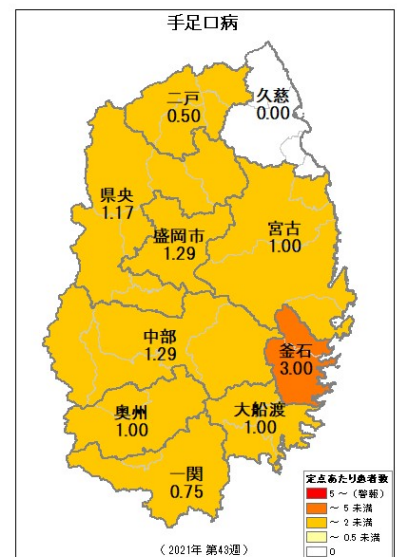 手足口病
二戸
0.50
久慈
0.00
県央
1.17
盛岡市
1.29
宮古
1.00
中部
1.29
釜石
3.00
奥州
1.00
大船渡
1.00
一関
0.75
定点あたり患者数
5 ～ (警報)
～ 5 未満
～ 2 未満
～ 0.5 未満
0
(2021年 第43週)